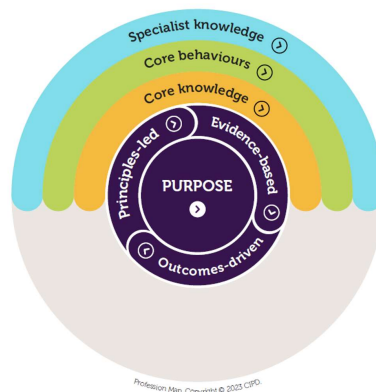 Specialist knowledge
Core behaviours
Core knowledge
Principles-led
Evidence-based
PURPOSE
Outcomes-driven
Profession Map. Copyright © 2023 CIPD.